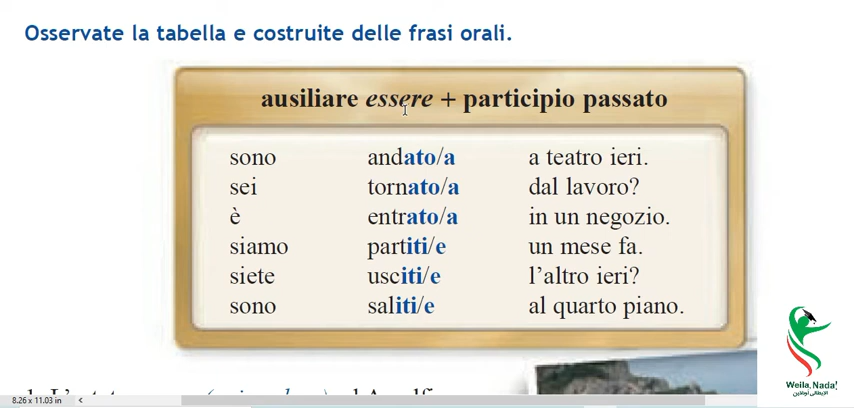 Osservate la tabella e costruite delle frasi orali.
ausiliare essere + participio passato
sono andato/a a teatro ieri.
sei tornato/a dal lavoro?
è entrato/a in un negozio.
siamo partiti/e un mese fa.
siete usciti/e l'altro ieri?
sono saliti/e al quarto piano.
Weila, Nada!
الايطالي أونلاين
8.26 x 11.03 in